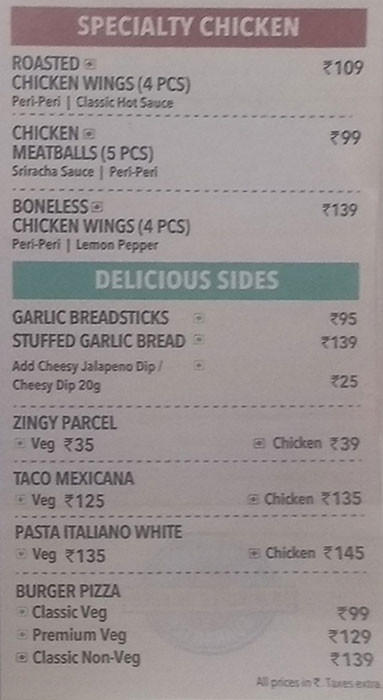 SPECIALTY CHICKEN
ROASTED ₹109
CHICKEN WINGS (4 PCS)
Peri-Peri | Classic Hot Sauce
CHICKEN ₹99
MEATBALLS (5 PCS)
Sriracha Sauce | Peri-Peri
BONELESS ₹139
CHICKEN WINGS (4 PCS)
Peri-Peri | Lemon Pepper
DELICIOUS SIDES
GARLIC BREADSTICKS ₹95
STUFFED GARLIC BREAD ₹139
Add Cheesy Jalapeno Dip /
Cheesy Dip 20g ₹25
ZINGY PARCEL
Veg ₹35 Chicken ₹39
TACO MEXICANA
Veg ₹125 Chicken ₹135
PASTA ITALIANO WHITE
Veg ₹135 Chicken ₹145
BURGER PIZZA
Classic Veg ₹99
Premium Veg ₹129
Classic Non-Veg ₹139
All prices in ₹. Taxes extra